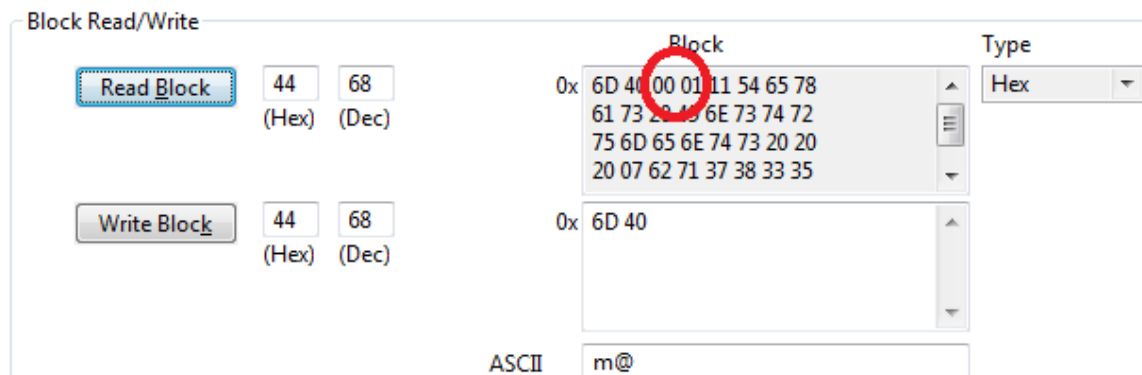 Block Read/Write
Block
Type
Read Block
44
68
0x
6D 40 00 01 11 54 65 78
Hex
(Hex)
(Dec)
61 73 20 49 6E 73 74 72
75 6D 65 6E 74 73 20 20
20 07 62 71 37 38 33 35
Write Block
44
68
0x
6D 40
(Hex)
(Dec)
ASCII
m@